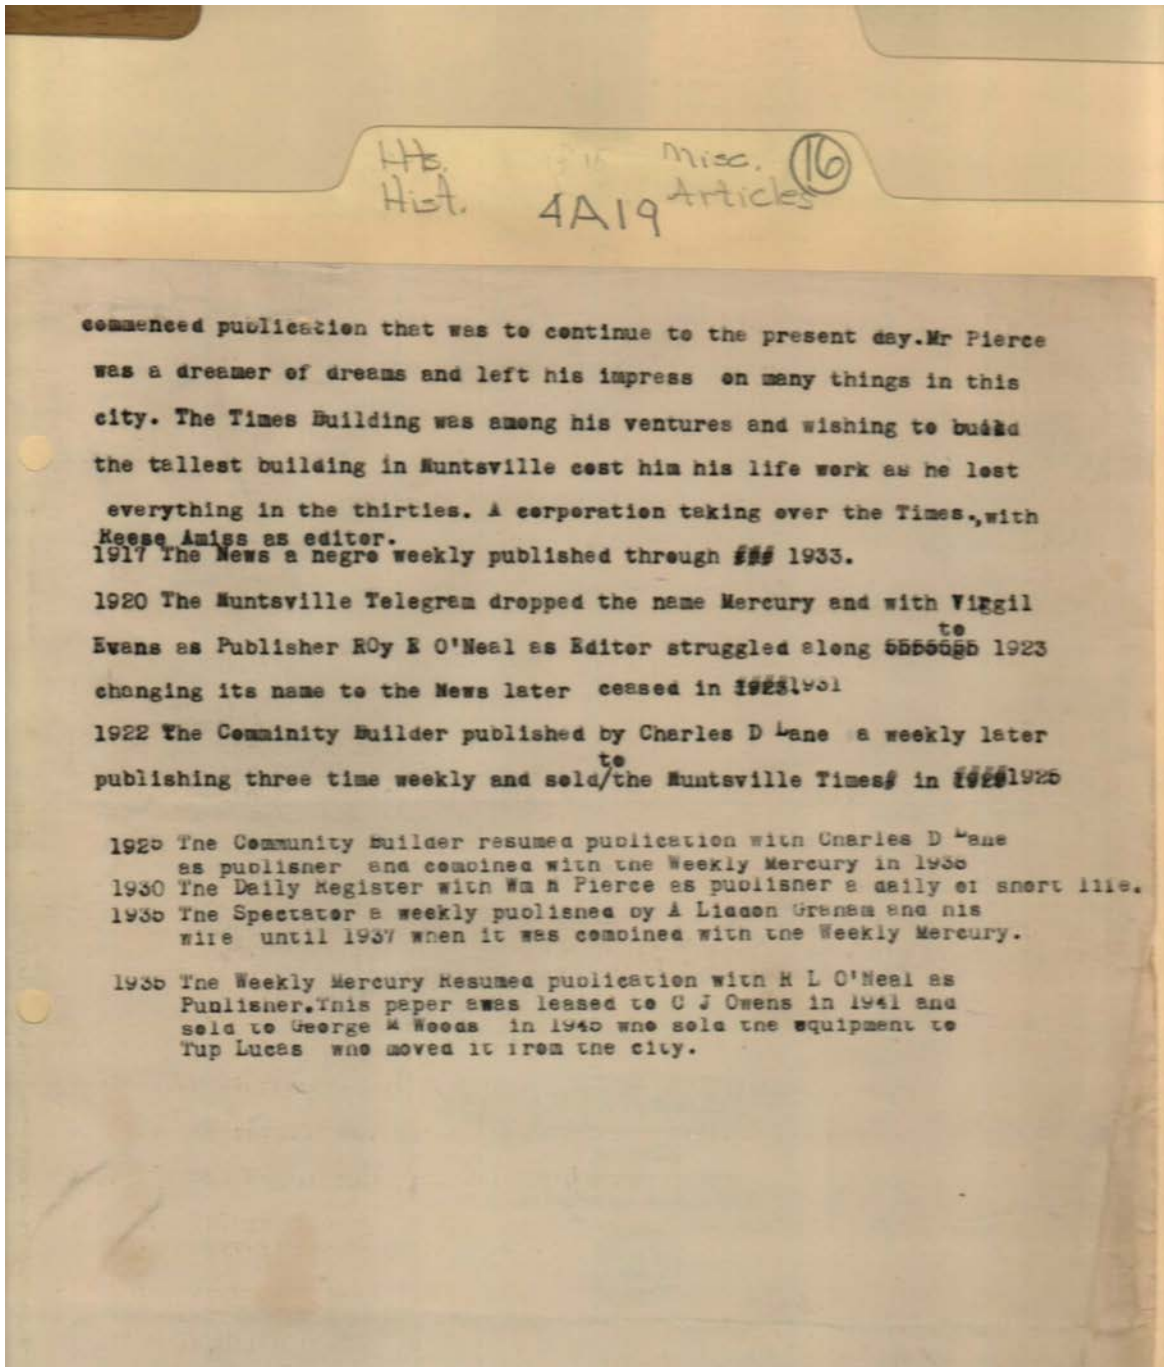 Hts. Misc. 16
Hist. 4A19 Articles
commenced publication that was to continue to the present day.Mr Pierce
was a dreamer of dreams and left his impress on many things in this
city. The Times Building was among his ventures and wishing to build
the tallest building in Huntsville cost him his life work as he lost
everything in the thirties. A corporation taking over the Times.,with
Reese Amiss as editor.
1917 The News a negro weekly published through 1933.
1920 The Huntsville Telegram dropped the name Mercury and with Virgil
Evans as Publisher ROy E O'Neal as Editor struggled along to 1923
changing its name to the News later ceased in 1931
1922 The Comminity Builder published by Charles D Lane a weekly later
publishing three time weekly and sold/to the Huntsville Times in 1925
The Community Builder resumed publication with Charles D Lane
as publisher and combined with the Weekly Mercury in
1930 The Daily Register with Wm R Pierce as publisher a daily of short life.
The Spectator a weekly published by A Liddon Graham and his
wife until 1937 when it was combined with the Weekly Mercury.
The Weekly Mercury Resumed publication with R L O'Neal as
Punlisher.This paper awas leased to C J Owens in 1941 and
sold to George M Woods in who sold the equipment to
Tup Lucas who moved it from the city.